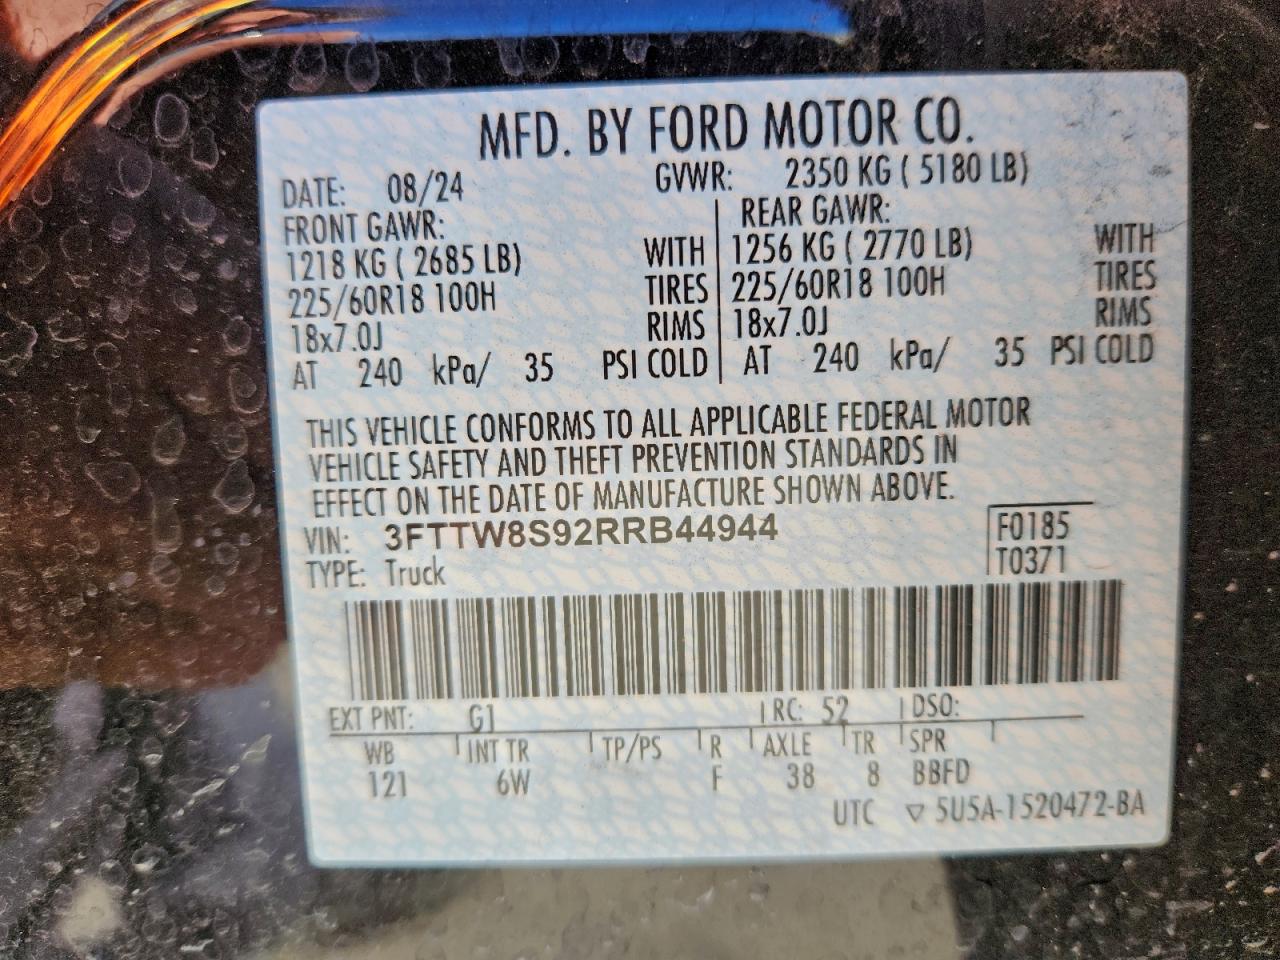 MFD. BY FORD MOTOR CO.
DATE: 08/24 GVWR: 2350 KG ( 5180 LB)
FRONT GAWR: REAR GAWR:
1218 KG ( 2685 LB) WITH 1256 KG ( 2770 LB) WITH
225/60R18 100H TIRES 225/60R18 100H TIRES
18x7.0J RIMS 18x7.0J RIMS
AT 240 kPa/ 35 PSI COLD AT 240 kPa/ 35 PSI COLD
THIS VEHICLE CONFORMS TO ALL APPLICABLE FEDERAL MOTOR
VEHICLE SAFETY AND THEFT PREVENTION STANDARDS IN
EFFECT ON THE DATE OF MANUFACTURE SHOWN ABOVE.
VIN: 3FTTW8S92RRB44944 F0185
TYPE: Truck T0371
EXT PNT: G1 RC: 52 DSO:
WB INT TR TP/PS R AXLE TR SPR
121 6W F 38 8 BBFD
UTC ▽ 5U5A-1520472-BA